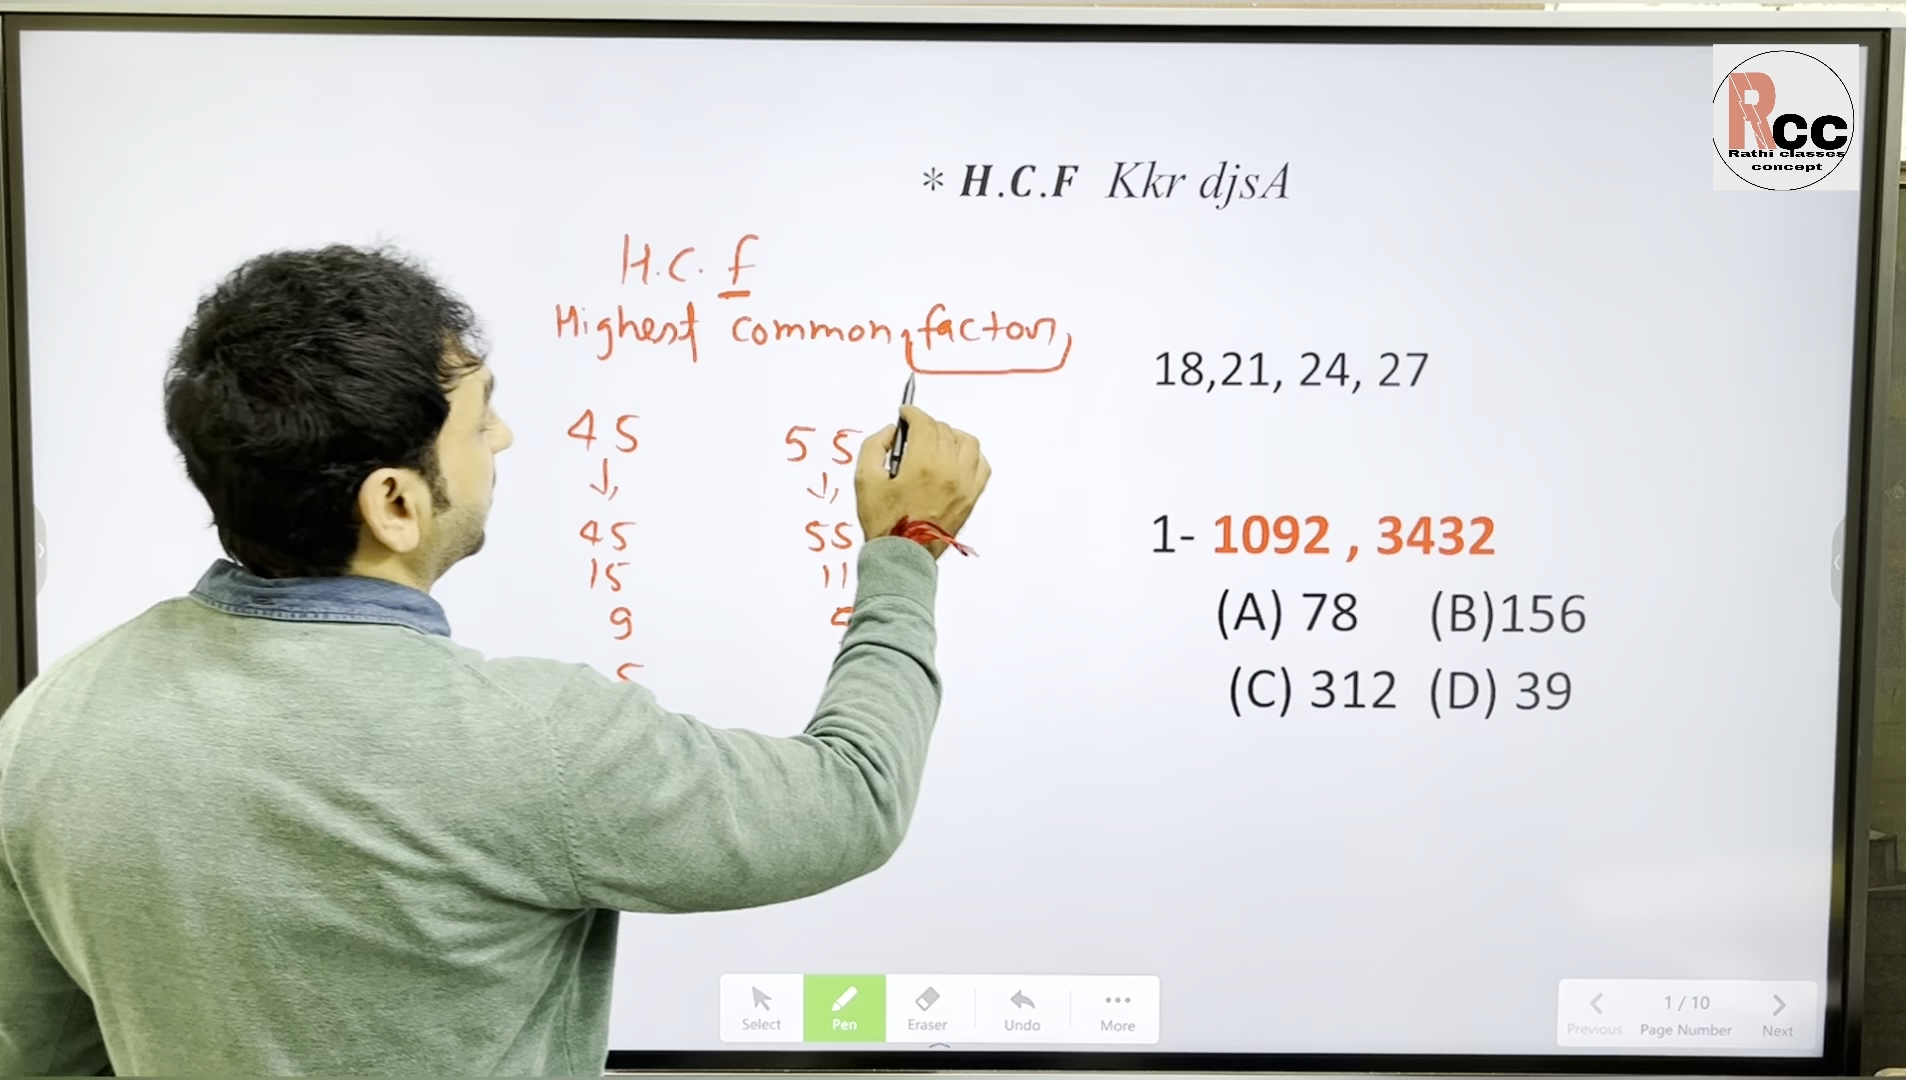 Rcc
Rathi classes
concept
* H.C.F Kkr djsA
H.C.f
Highest common factor
18,21, 24, 27
45 55
45 55
15 11
9
5
1- 1092 , 3432
(A) 78 (B)156
(C) 312 (D) 39
Select Pen Eraser Undo More
1 / 10
Previous Page Number Next